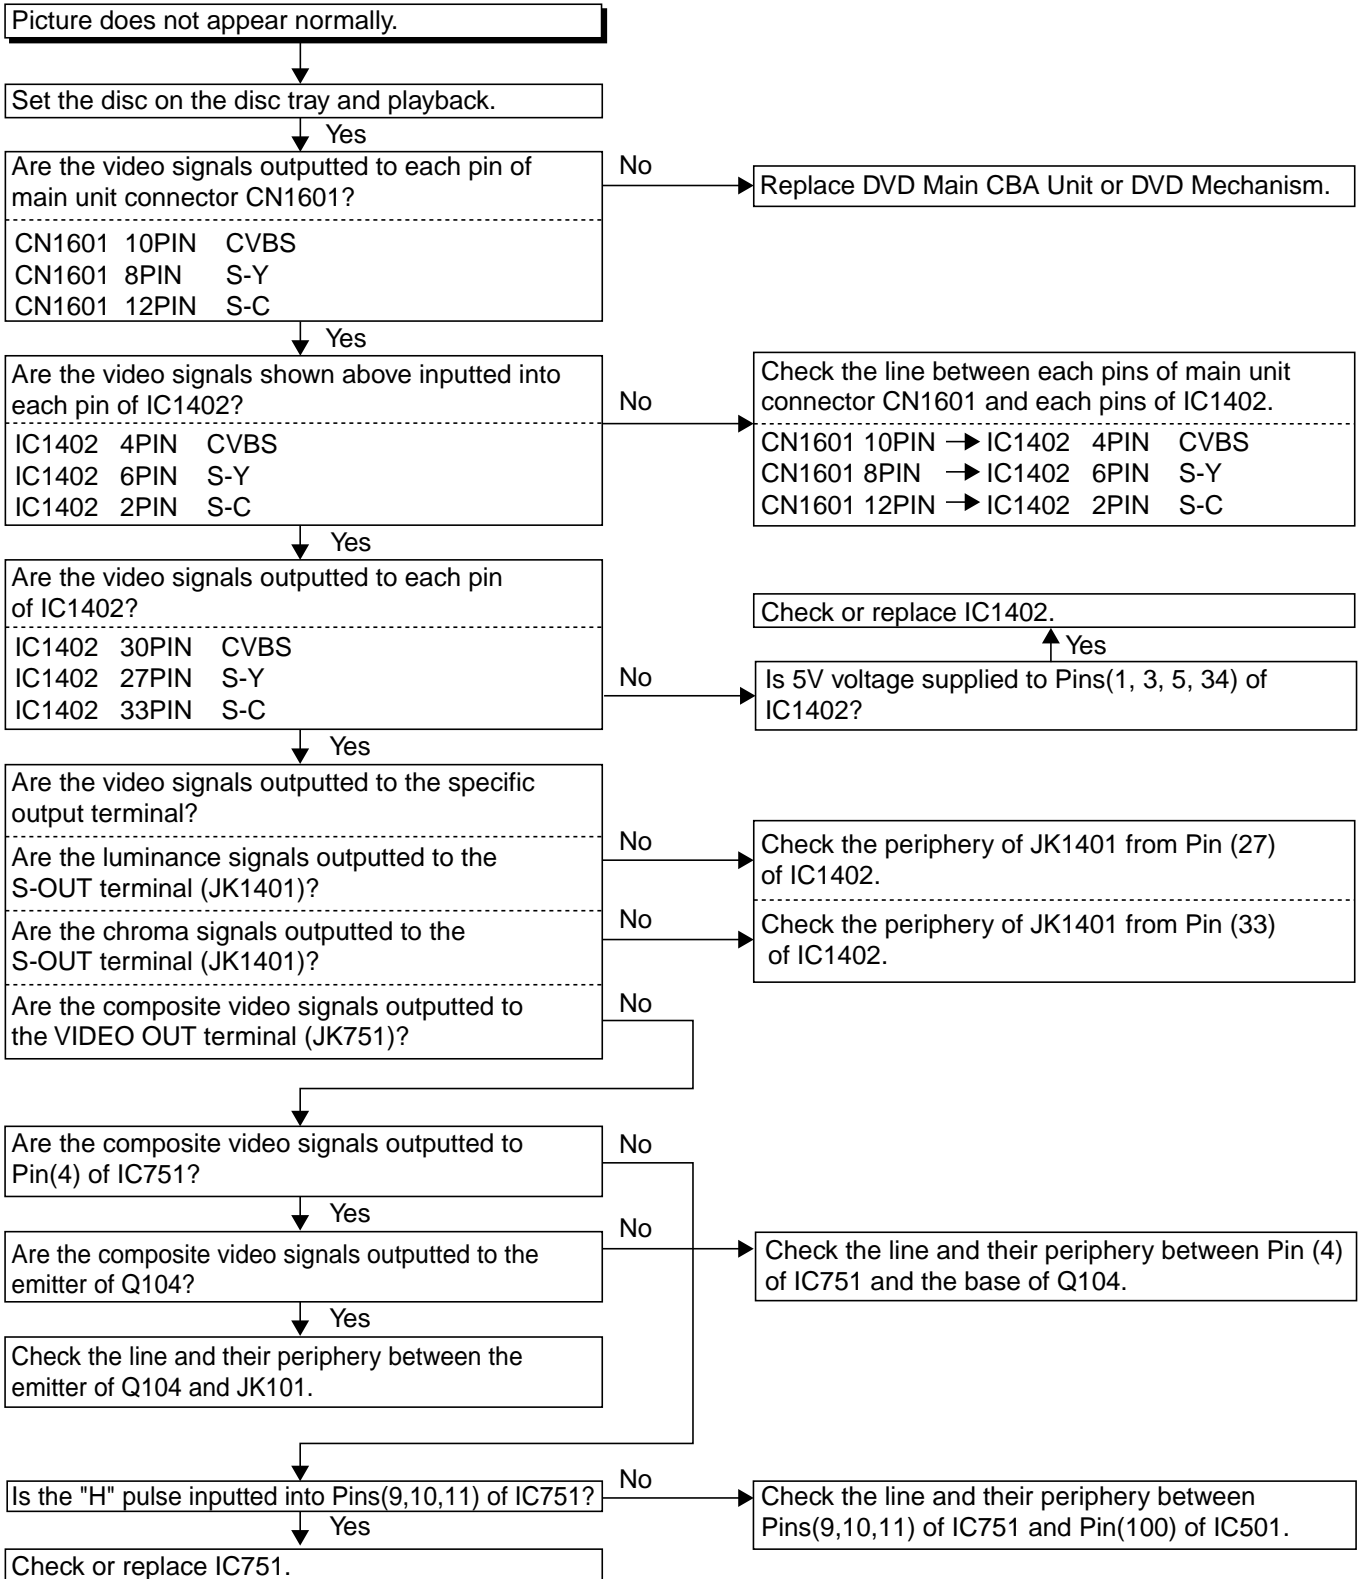 Picture does not appear normally.
Set the disc on the disc tray and playback.
Yes
Are the video signals outputted to each pin of
main unit connector CN1601?
CN1601 10PIN CVBS
CN1601 8PIN S-Y
CN1601 12PIN S-C
No
Replace DVD Main CBA Unit or DVD Mechanism.
Yes
Are the video signals shown above inputted into
each pin of IC1402?
IC1402 4PIN CVBS
IC1402 6PIN S-Y
IC1402 2PIN S-C
No
Check the line between each pins of main unit
connector CN1601 and each pins of IC1402.
CN1601 10PIN → IC1402 4PIN CVBS
CN1601 8PIN → IC1402 6PIN S-Y
CN1601 12PIN → IC1402 2PIN S-C
Yes
Are the video signals outputted to each pin
of IC1402?
IC1402 30PIN CVBS
IC1402 27PIN S-Y
IC1402 33PIN S-C
No
Check or replace IC1402.
Yes
Is 5V voltage supplied to Pins(1, 3, 5, 34) of
IC1402?
Yes
Are the video signals outputted to the specific
output terminal?
Are the luminance signals outputted to the
S-OUT terminal (JK1401)?
No
Check the periphery of JK1401 from Pin (27)
of IC1402.
Are the chroma signals outputted to the
S-OUT terminal (JK1401)?
No
Check the periphery of JK1401 from Pin (33)
of IC1402.
Are the composite video signals outputted to
the VIDEO OUT terminal (JK751)?
No
Are the composite video signals outputted to
Pin(4) of IC751?
No
Yes
Are the composite video signals outputted to the
emitter of Q104?
No
Check the line and their periphery between Pin (4)
of IC751 and the base of Q104.
Yes
Check the line and their periphery between the
emitter of Q104 and JK101.
Is the "H" pulse inputted into Pins(9,10,11) of IC751?
No
Check the line and their periphery between
Pins(9,10,11) of IC751 and Pin(100) of IC501.
Yes
Check or replace IC751.